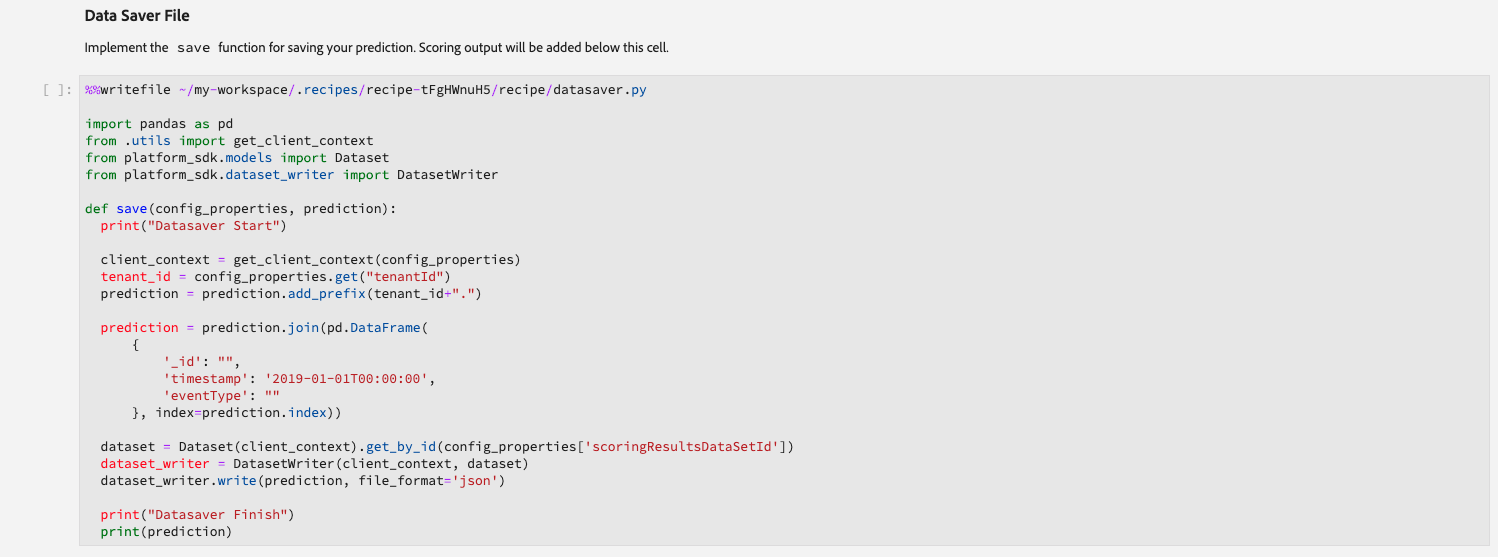 Data Saver File
Implement the save function for saving your prediction. Scoring output will be added below this cell.
[ ]: %%writefile ~/my-workspace/.recipes/recipe-tFgHWnuH5/recipe/datasaver.py
import pandas as pd
from .utils import get_client_context
from platform_sdk.models import Dataset
from platform_sdk.dataset_writer import DatasetWriter
def save(config_properties, prediction):
  print("Datasaver Start")
  client_context = get_client_context(config_properties)
  tenant_id = config_properties.get("tenantId")
  prediction = prediction.add_prefix(tenant_id+".")
  prediction = prediction.join(pd.DataFrame(
      {
          '_id': "",
          'timestamp': '2019-01-01T00:00:00',
          'eventType': ""
      }, index=prediction.index))
  dataset = Dataset(client_context).get_by_id(config_properties['scoringResultsDataSetId'])
  dataset_writer = DatasetWriter(client_context, dataset)
  dataset_writer.write(prediction, file_format='json')
  print("Datasaver Finish")
  print(prediction)